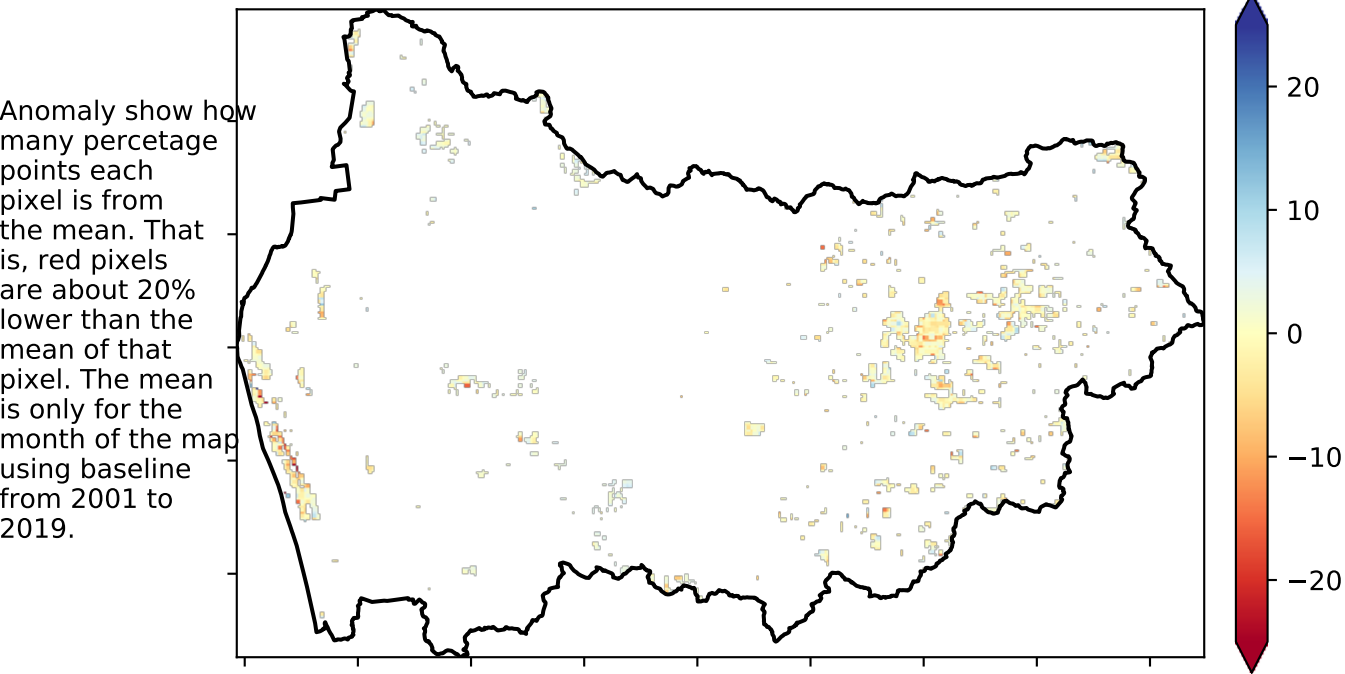 Anomaly show how
many percetage
points each
pixel is from
the mean. That
is, red pixels
are about 20%
lower than the
mean of that
pixel. The mean
is only for the
month of the map
using baseline
from 2001 to
2019.
20
10
0
−10
−20